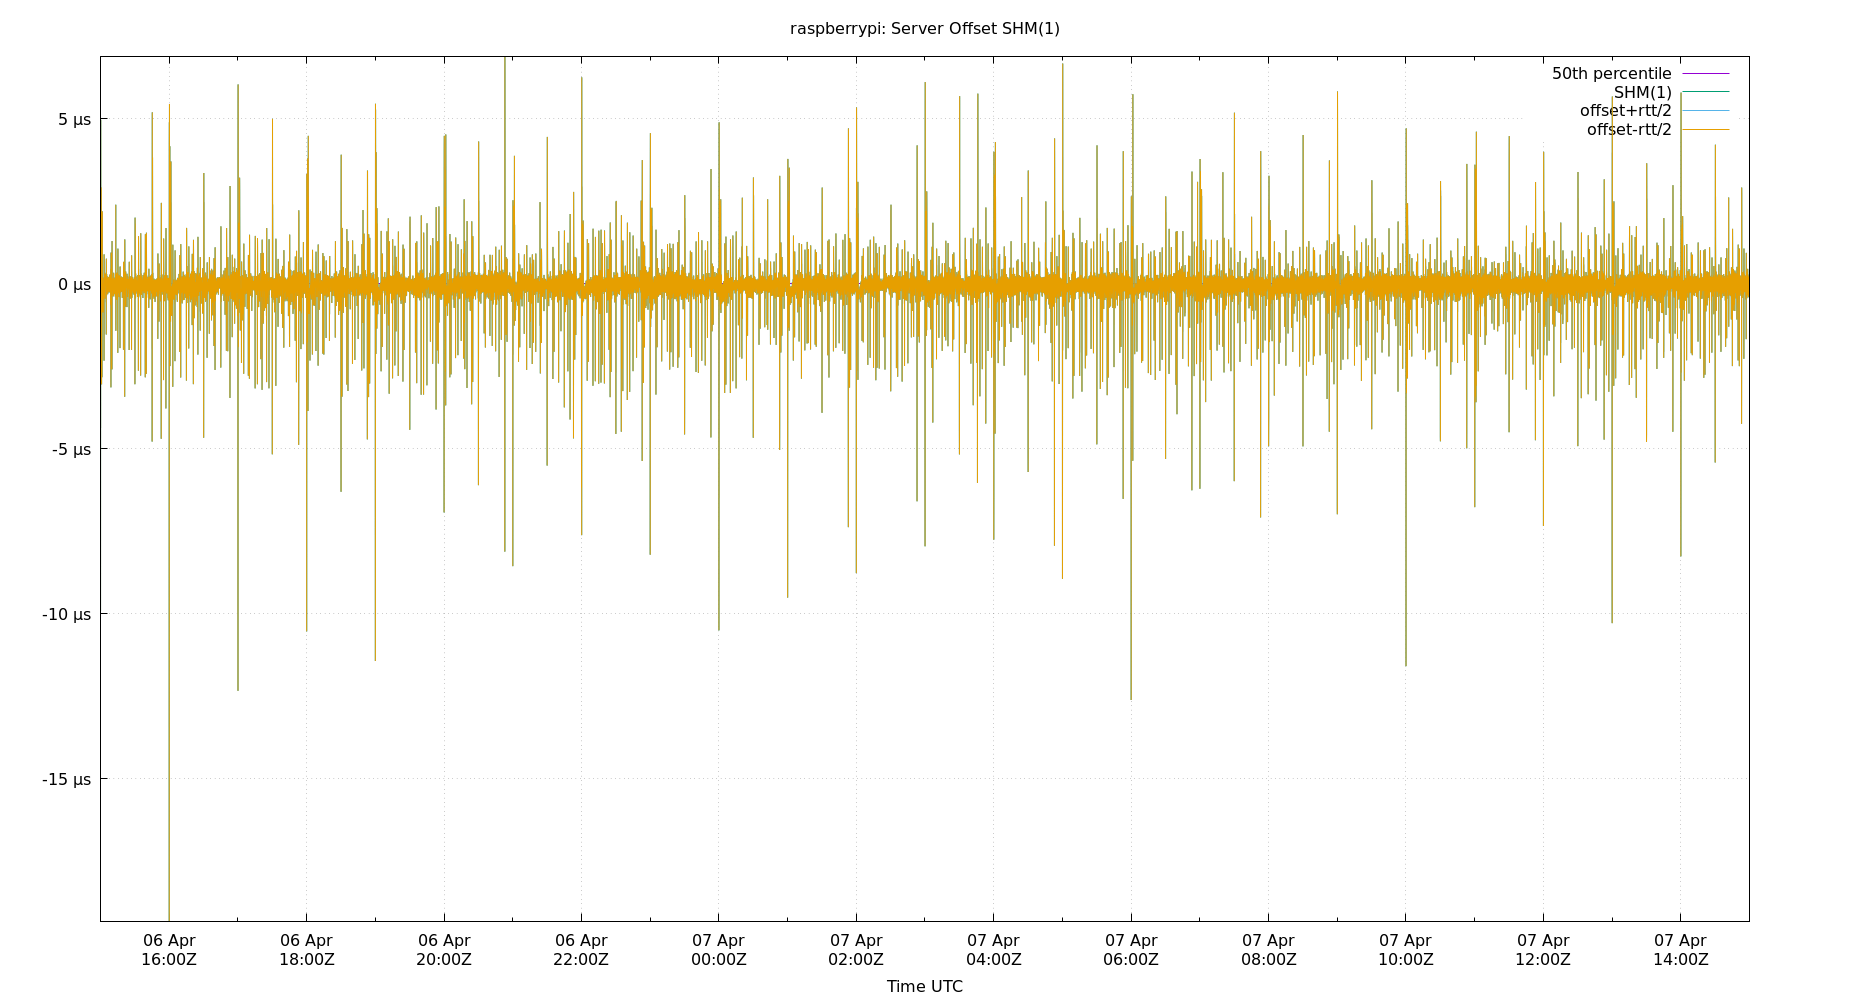 raspberrypi: Server Offset SHM(1)
50th percentile
SHM(1)
offset+rtt/2
offset-rtt/2
5 µs
0 µs
-5 µs
-10 µs
-15 µs
06 Apr 06 Apr 06 Apr 06 Apr 07 Apr 07 Apr 07 Apr 07 Apr 07 Apr 07 Apr 07 Apr 07 Apr
16:00Z 18:00Z 20:00Z 22:00Z 00:00Z 02:00Z 04:00Z 06:00Z 08:00Z 10:00Z 12:00Z 14:00Z
Time UTC